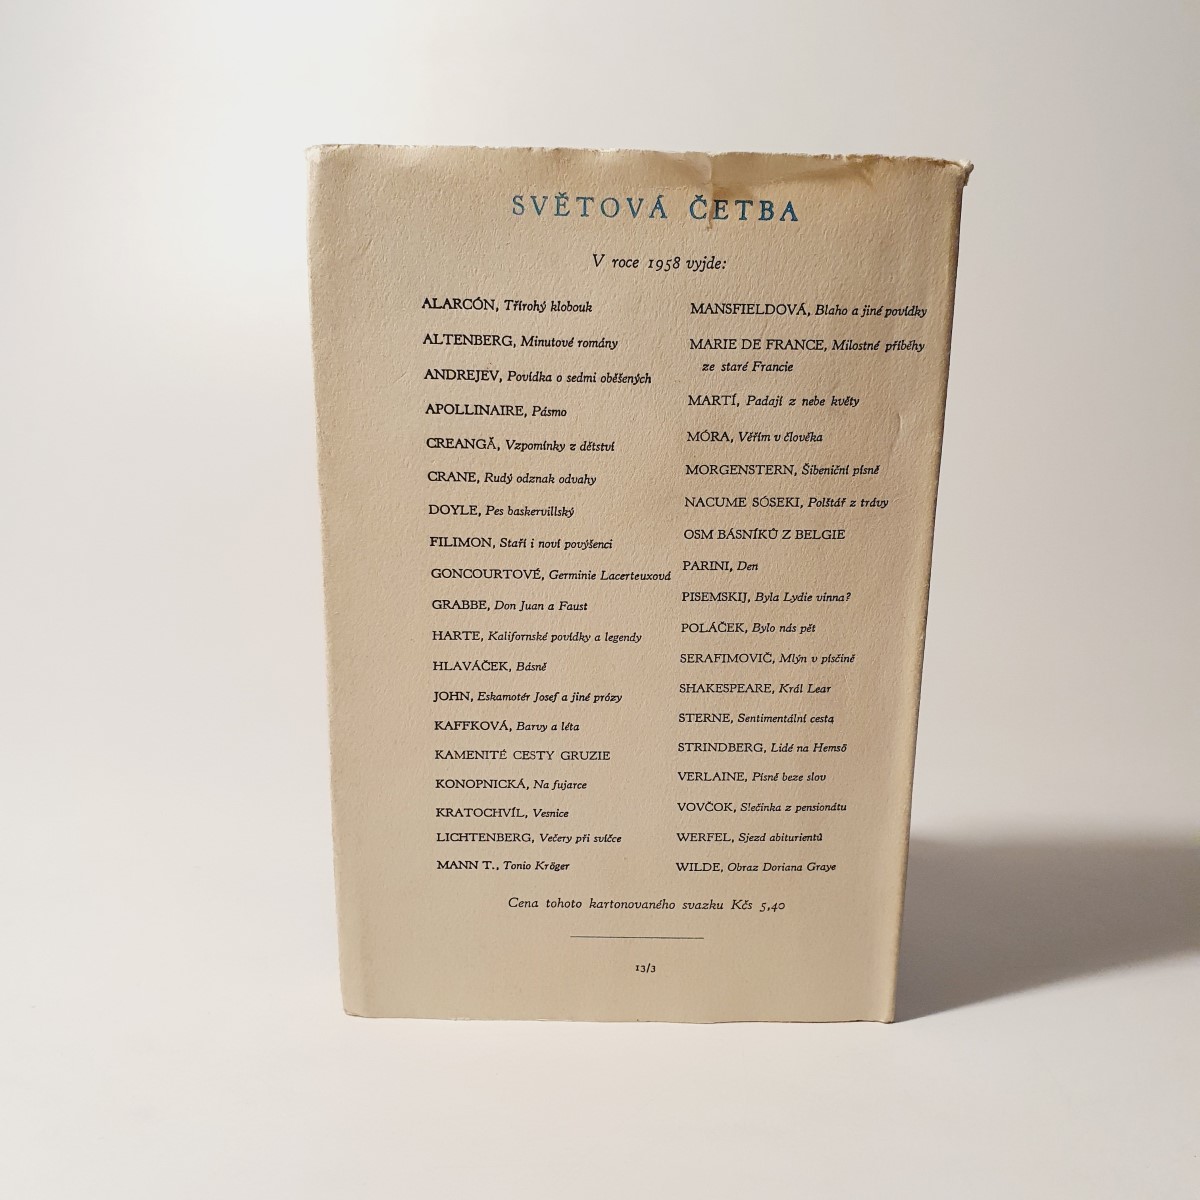 SVĚTOVÁ ČETBA
V roce 1958 vyjde:
ALARCÓN, Třírohý klobouk
ALTENBERG, Minutové romány
ANDREJEV, Povídka o sedmi oběšených
APOLLINAIRE, Pásmo
CREANGĂ, Vzpomínky z dětství
CRANE, Rudý odznak odvahy
DOYLE, Pes baskervillský
FILIMON, Staří i noví povýšenci
GONCOURTOVÉ, Germinie Lacerteuxová
GRABBE, Don Juan a Faust
HARTE, Kalifornské povídky a legendy
HLAVÁČEK, Básně
JOHN, Eskamotér Josef a jiné prózy
KAFFKOVÁ, Barvy a léta
KAMENITÉ CESTY GRUZIE
KONOPNICKÁ, Na fujarce
KRATOCHVÍL, Vesnice
LICHTENBERG, Večery při svíčce
MANN T., Tonio Kröger
MANSFIELDOVÁ, Blaho a jiné povídky
MARIE DE FRANCE, Milostné příběhy
ze staré Francie
MARTÍ, Padají z nebe květy
MÓRA, Věřím v člověka
MORGENSTERN, Šibeniční písně
NACUME SÓSEKI, Polštář z trávy
OSM BÁSNÍKŮ Z BELGIE
PARINI, Den
PISEMSKIJ, Byla Lydie vinna?
POLÁČEK, Bylo nás pět
SERAFIMOVIČ, Mlýn v písčině
SHAKESPEARE, Král Lear
STERNE, Sentimentální cesta
STRINDBERG, Lidé na Hemsö
VERLAINE, Písně beze slov
VOVČOK, Slečinka z pensionátu
WERFEL, Sjezd abiturientů
WILDE, Obraz Doriana Graye
Cena tohoto kartonovaného svazku Kčs 5,40
13/3